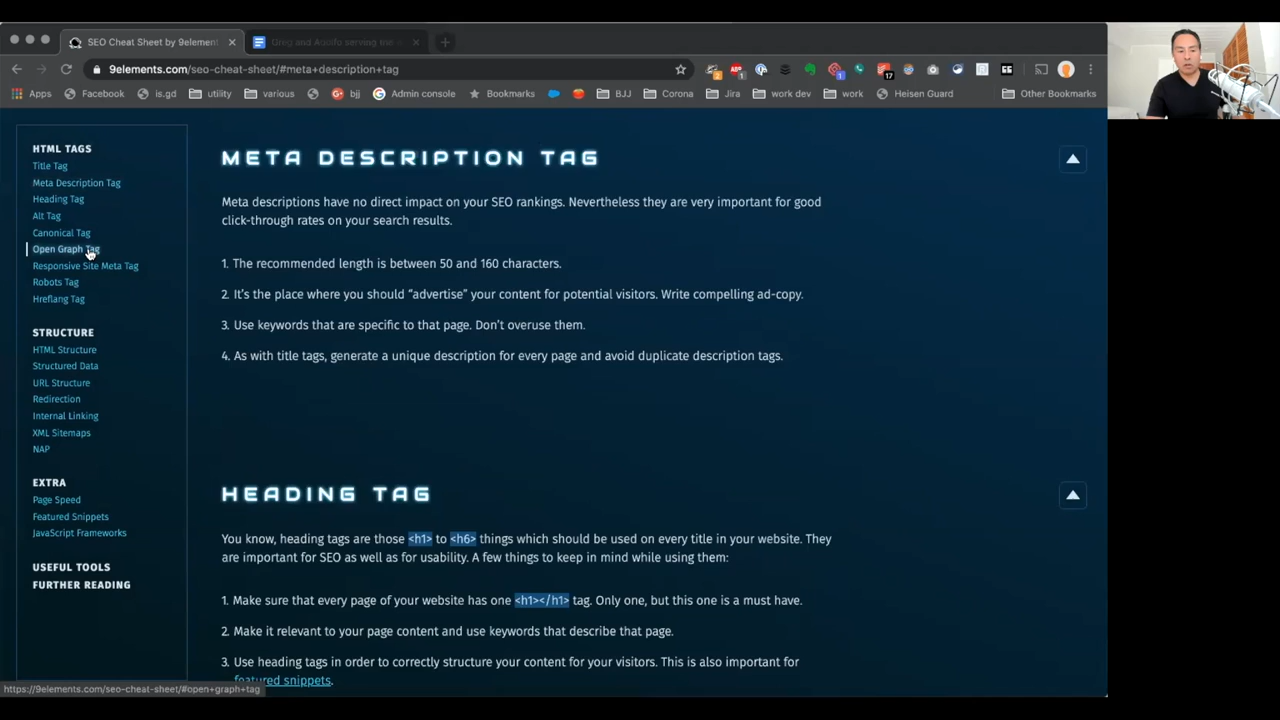 SEO Cheat Sheet by 9element
Greg and Agolfo serving tea
9elements.com/seo-cheat-sheet/#meta+description+tag
2
1
1
17
Apps
Facebook
is.gd
utility
various
bjj
Admin console
Bookmarks
BJJ
Corona
Jira
work dev
work
Heisen Guard
Other Bookmarks
HTML TAGS
Title Tag
Meta Description Tag
Heading Tag
Alt Tag
Canonical Tag
Open Graph Tag
Responsive Site Meta Tag
Robots Tag
Hreflang Tag
STRUCTURE
HTML Structure
Structured Data
URL Structure
Redirection
Internal Linking
XML Sitemaps
NAP
EXTRA
Page Speed
Featured Snippets
JavaScript Frameworks
USEFUL TOOLS
FURTHER READING
META DESCRIPTION TAG
Meta descriptions have no direct impact on your SEO rankings. Nevertheless they are very important for good
click-through rates on your search results.
1. The recommended length is between 50 and 160 characters.
2. It's the place where you should “advertise” your content for potential visitors. Write compelling ad-copy.
3. Use keywords that are specific to that page. Don't overuse them.
4. As with title tags, generate a unique description for every page and avoid duplicate description tags.
HEADING TAG
You know, heading tags are those <h1> to <h6> things which should be used on every title in your website. They
are important for SEO as well as for usability. A few things to keep in mind while using them:
1. Make sure that every page of your website has one <h1></h1> tag. Only one, but this one is a must have.
2. Make it relevant to your page content and use keywords that describe that page.
3. Use heading tags in order to correctly structure your content for your visitors. This is also important for
featured snippets.
https://9elements.com/seo-cheat-sheet/#open+graph+tag